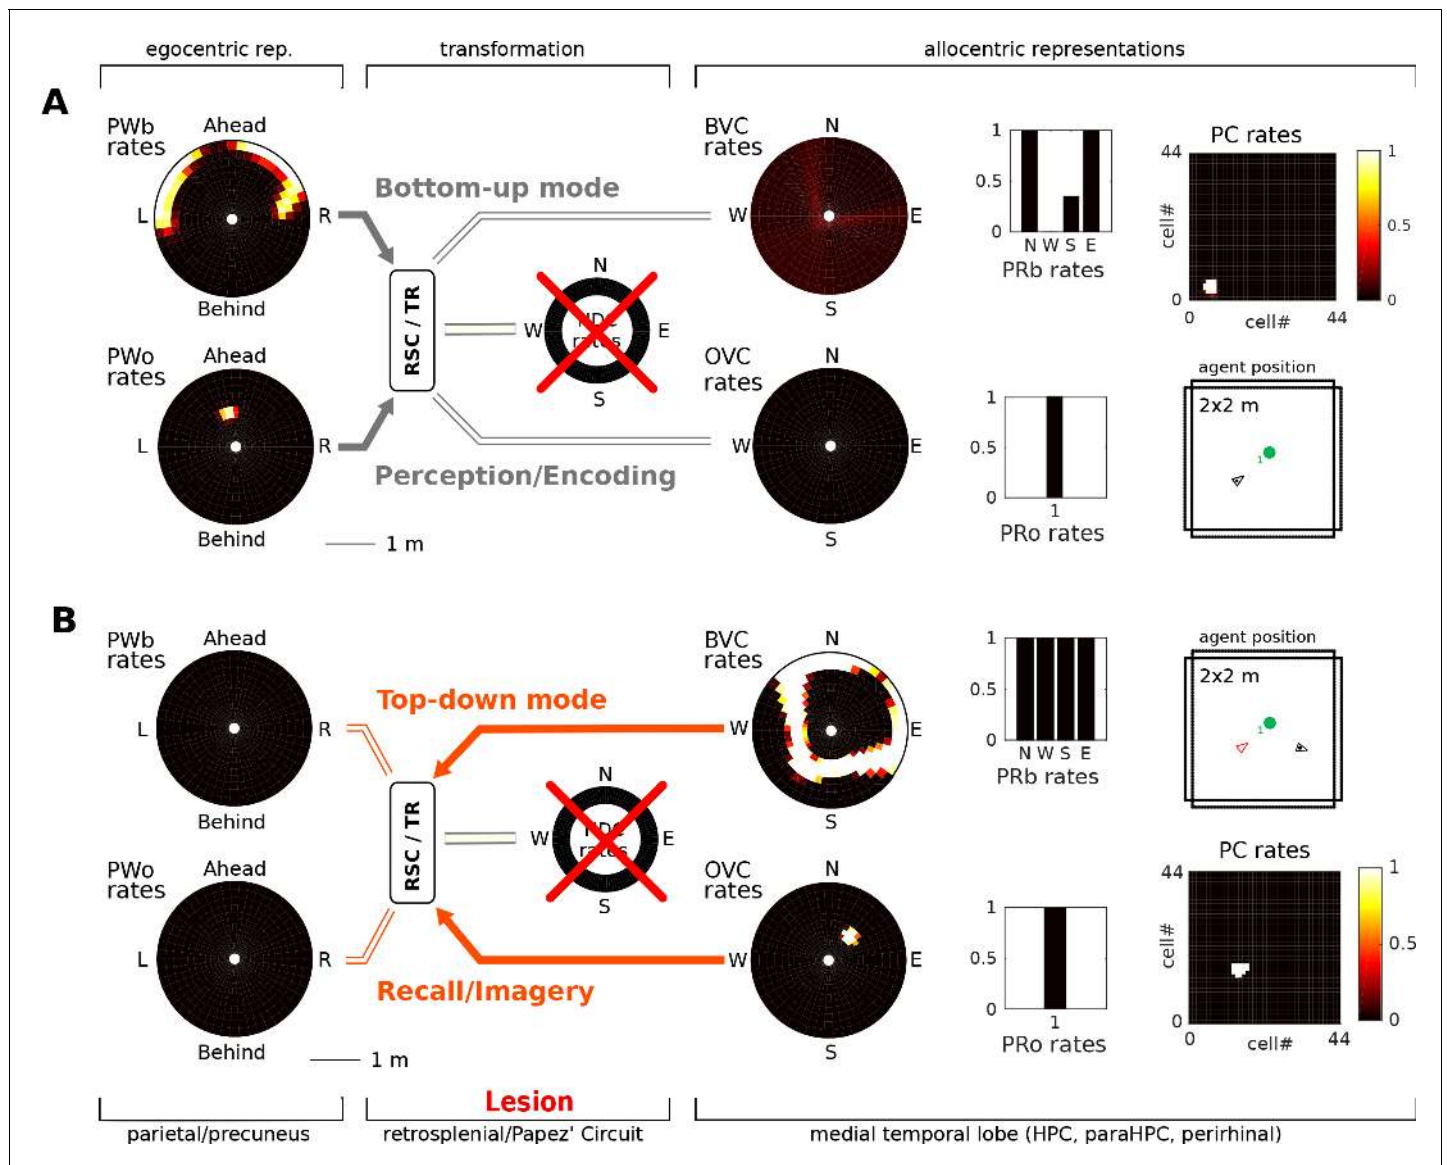 egocentric rep.
transformation
allocentric representations
A
PWb
rates
Ahead
L
R
Behind
Bottom-up mode
BVC
rates
N
W
E
S
1
0.5
0
N W S E
PRb rates
PC rates
44
cell#
0
0
cell#
44
1
0.5
0
RSC / TR
N
W
E
S
HDC
rates
PWo
rates
Ahead
L
R
Behind
1 m
Perception/Encoding
OVC
rates
N
W
E
S
1
0.5
0
1
PRo rates
agent position
2x2 m
1
B
PWb
rates
Ahead
L
R
Behind
Top-down mode
BVC
rates
N
W
E
S
1
0.5
0
N W S E
PRb rates
agent position
2x2 m
1
RSC / TR
N
W
E
S
HDC
rates
PWo
rates
Ahead
L
R
Behind
1 m
Recall/Imagery
OVC
rates
N
W
E
S
1
0.5
0
1
PRo rates
PC rates
44
cell#
0
0
cell#
44
1
0.5
0
Lesion
parietal/precuneus
retrosplenial/Papez' Circuit
medial temporal lobe (HPC, paraHPC, perirhinal)